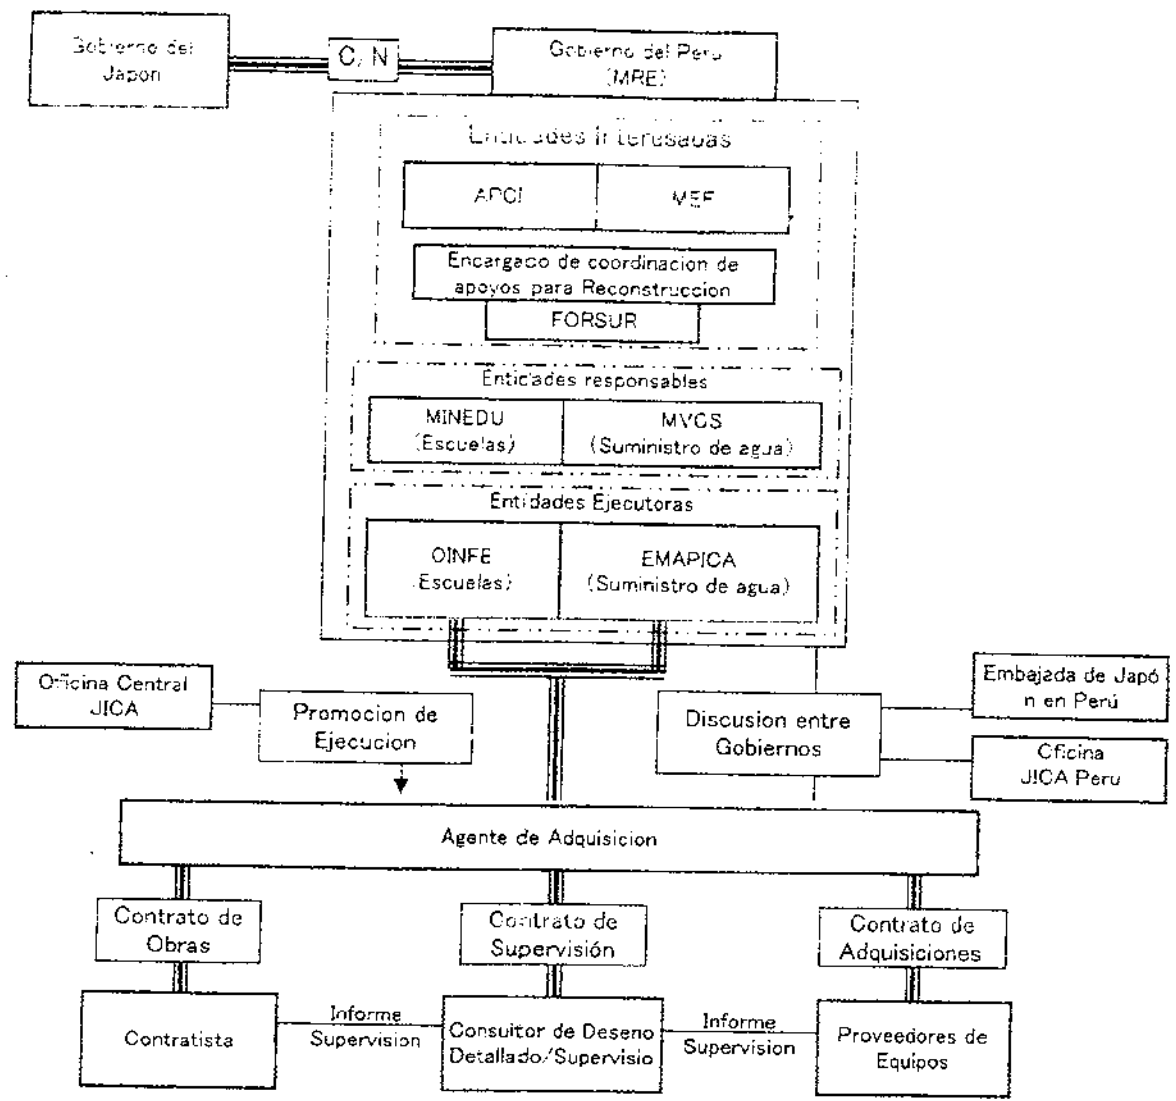 Gobierno del
Japon
C/N
Gobierno del Peru
(MRE)
Entidades Interesadas
APCI
MEF
Encargado de coordinacion de
apoyos para Reconstruccion
FORSUR
Entidades responsables
MINEDU
(Escuelas)
MVCS
(Suministro de agua)
Entidades Ejecutoras
OINFE
(Escuelas)
EMAPICA
(Suministro de agua)
Oficina Central
JICA
Promocion de
Ejecucion
Discusion entre
Gobiernos
Embajada de Japó
n en Perú
Oficina
JICA Peru
Agente de Adquisicion
Contrato de
Obras
Contrato de
Supervisión
Contrato de
Adquisiciones
Contratista
Informe
Supervision
Consultor de Deseno
Detallado/Supervisio
Informe
Supervision
Proveedores de
Equipos